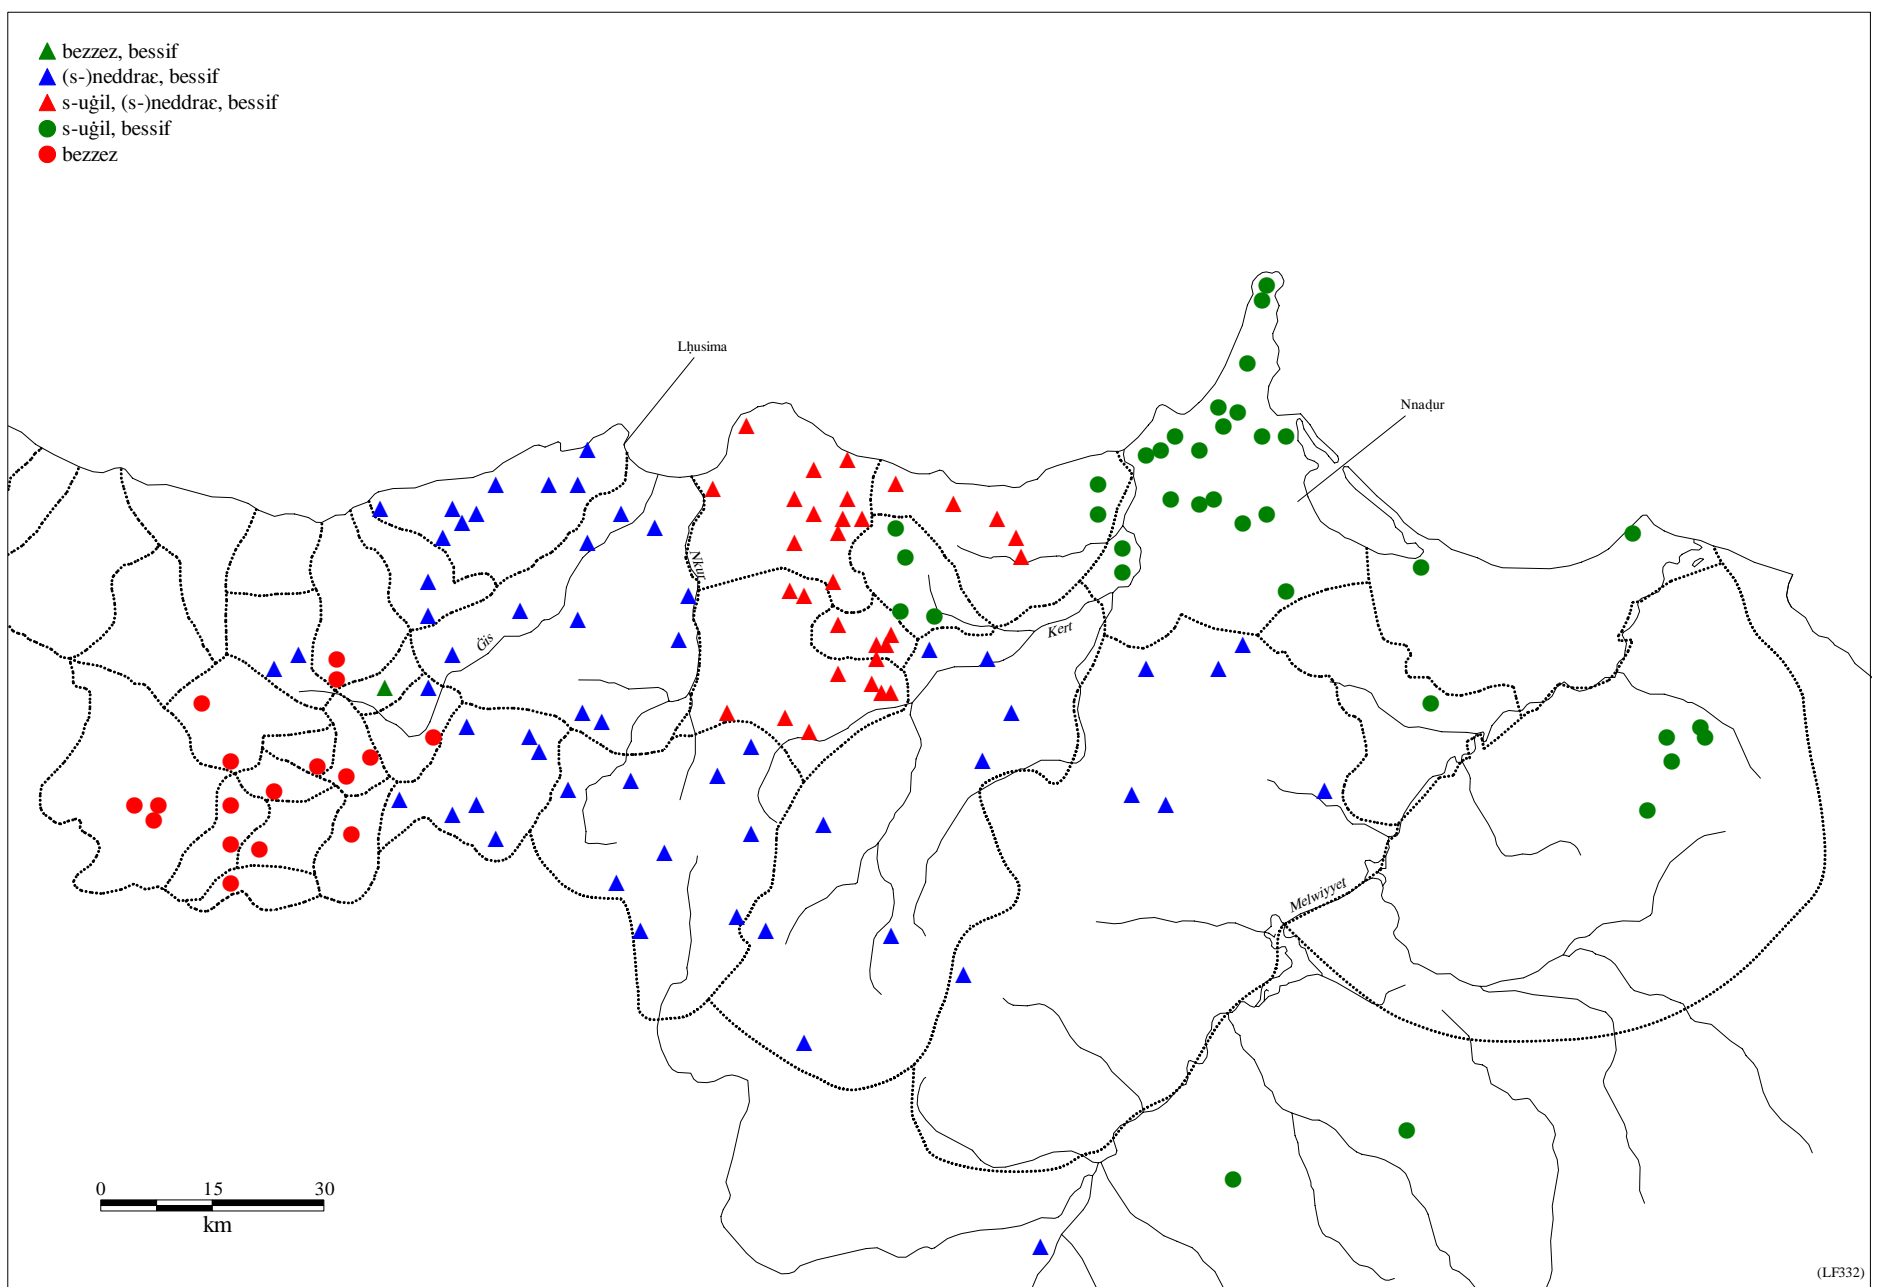 bezzez, bessif
(s-)neddraɛ, bessif
s-uġil, (s-)neddraɛ, bessif
s-uġil, bessif
bezzez
Lḥusima
Nnaḍur
Nkur
Ġis
Kert
Melwiyyet
0 15 30
km
(LF332)